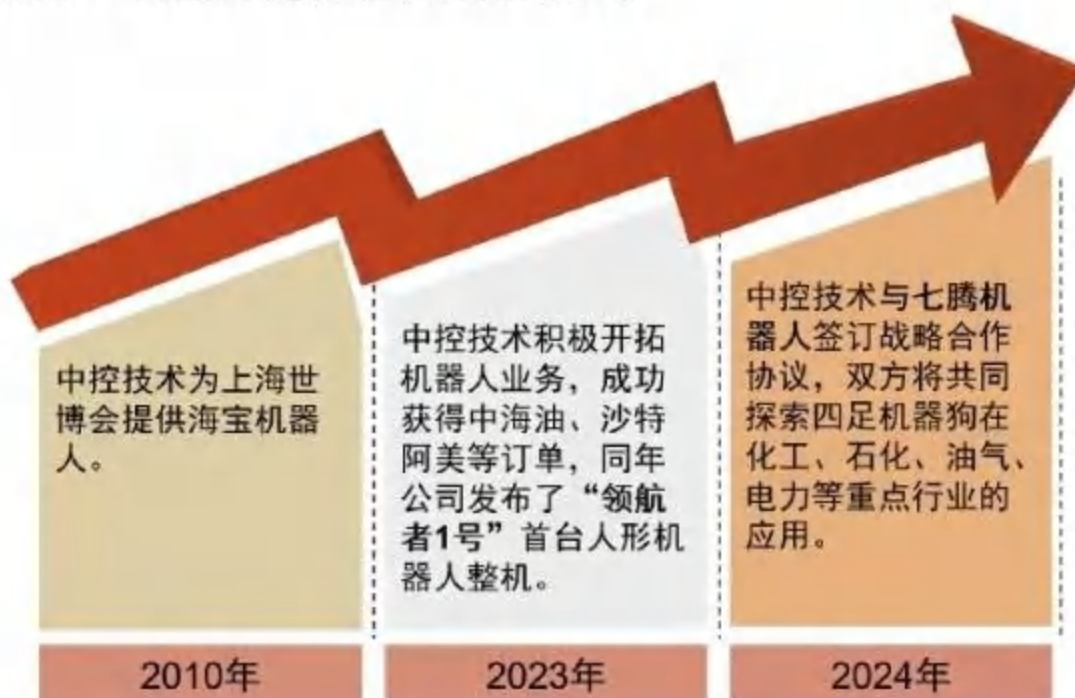 中控技术为上海世
博会提供海宝机器
人。
中控技术积极开拓
机器人业务，成功
获得中海油、沙特
阿美等订单，同年
公司发布了“领航
者1号”首台人形机
器人整机。
中控技术与七腾机
器人签订战略合作
协议，双方将共同
探索四足机器狗在
化工、石化、油气、
电力等重点行业的
应用。
2010年
2023年
2024年